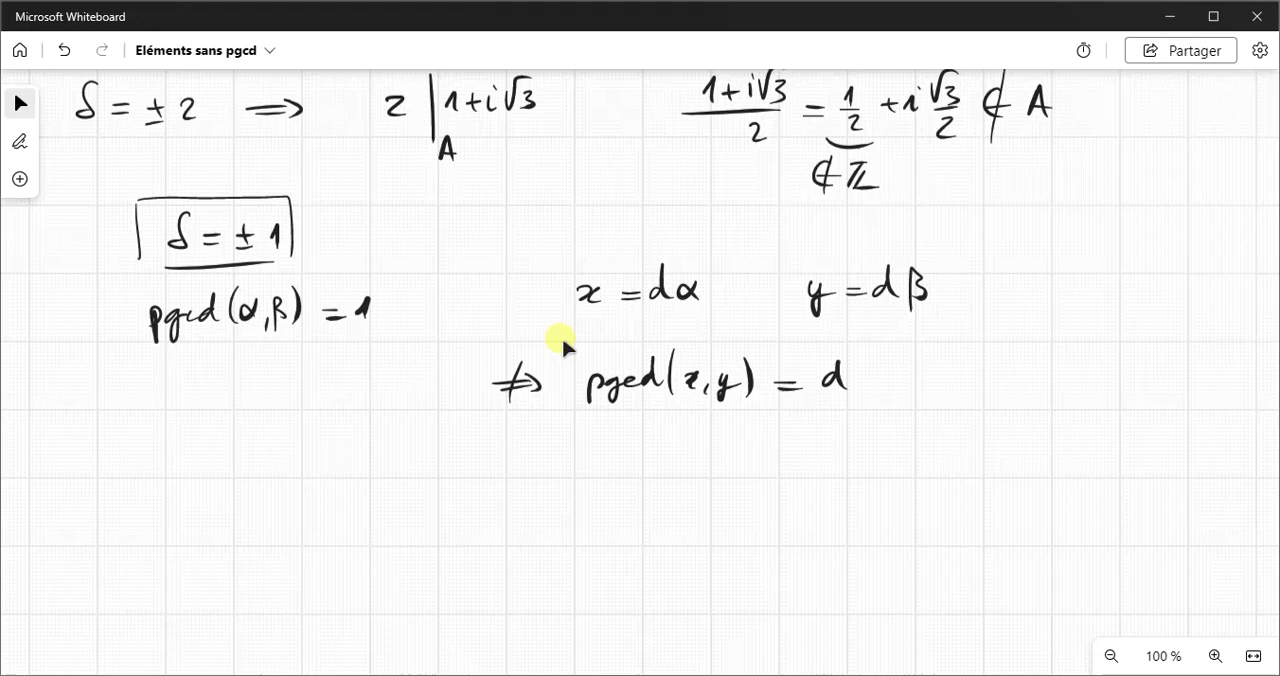 Microsoft Whiteboard
Eléments sans pgcd
Partager
δ = ± 2 ⟹ 2 | 1+i√3
A
(1+i√3)/2 = 1/2 + i √3/2 ∉ A
∉ ℤ
δ = ± 1
pgcd(α,β) = 1
x = dα y = dβ
⇏ pgcd(x,y) = d
100 %